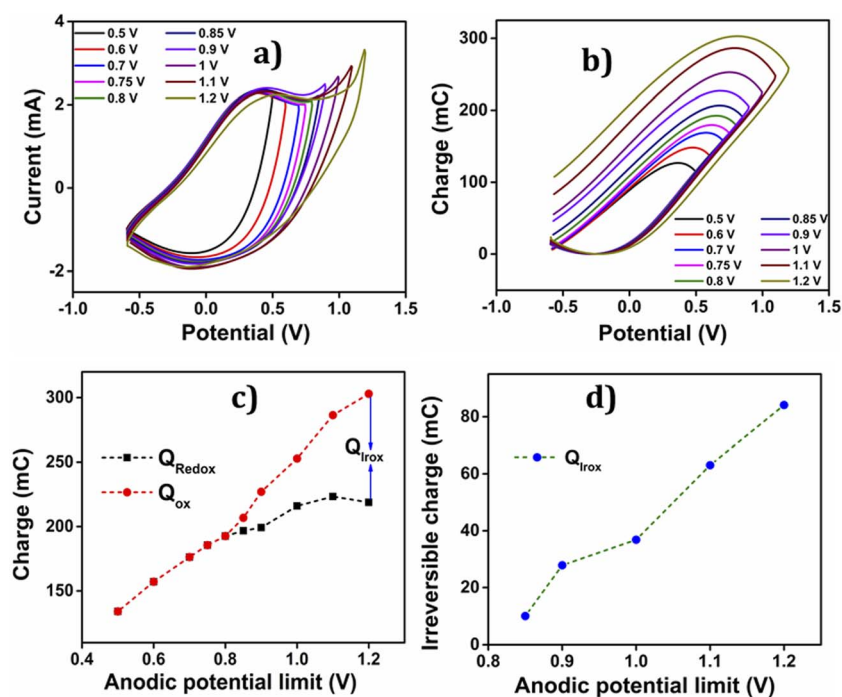 a)
0.5 V 0.85 V
0.6 V 0.9 V
0.7 V 1 V
0.75 V 1.1 V
0.8 V 1.2 V
Current (mA)
4
2
0
-2
-1.0 -0.5 0.0 0.5 1.0 1.5
Potential (V)
b)
Charge (mC)
300
200
100
0
0.5 V 0.85 V
0.6 V 0.9 V
0.7 V 1 V
0.75 V 1.1 V
0.8 V 1.2 V
-1.0 -0.5 0.0 0.5 1.0 1.5
Potential (V)
c)
Charge (mC)
300
250
200
150
QRedox
Qox
QIrox
0.4 0.6 0.8 1.0 1.2
Anodic potential limit (V)
d)
Irreversible charge (mC)
80
60
40
20
0
QIrox
0.8 0.9 1.0 1.1 1.2
Anodic potential limit (V)